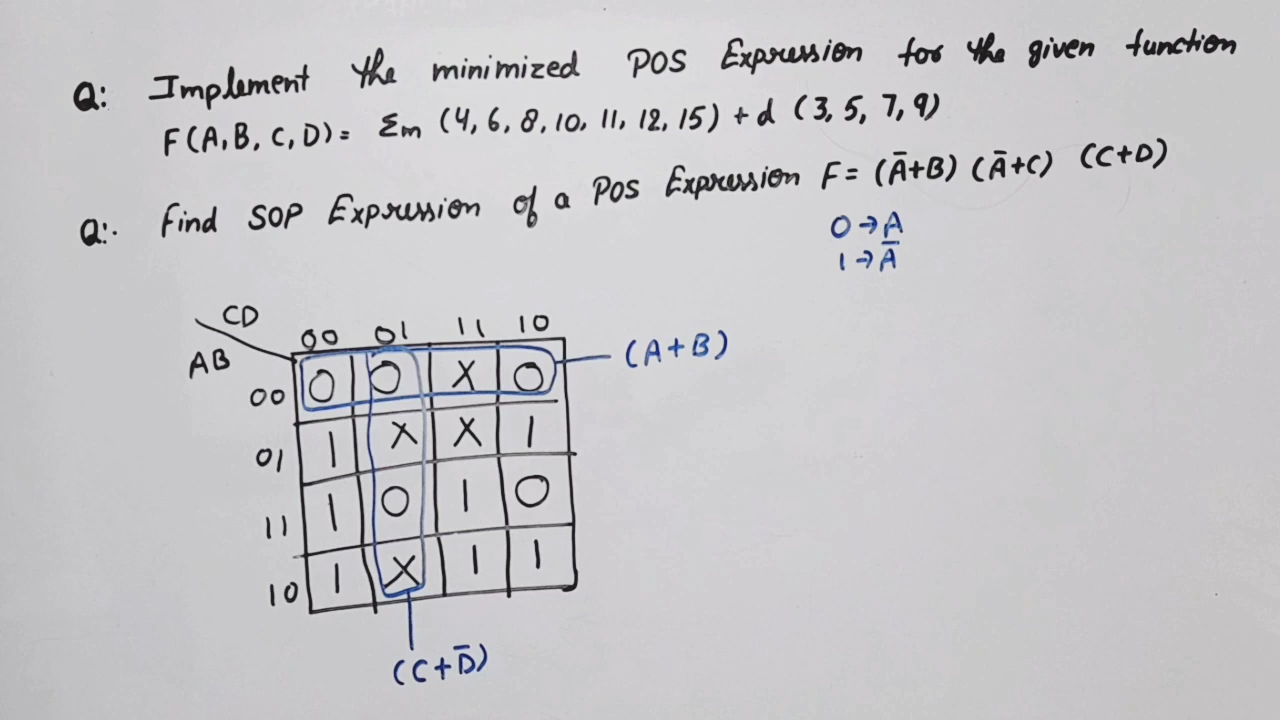 Q: Implement the minimized POS Expression for the given function
F(A,B,C,D)= Σm (4,6,8,10,11,12,15) + d (3,5,7,9)
Q:. Find SOP Expression of a POS Expression F= (Ā+B) (Ā+C) (C+D)
0→A
1→Ā
CD
AB
00 01 11 10
00 0 0 X 0 (A+B)
01 1 X X 1
11 1 0 1 0
10 1 X 1 1
(C+D̄)